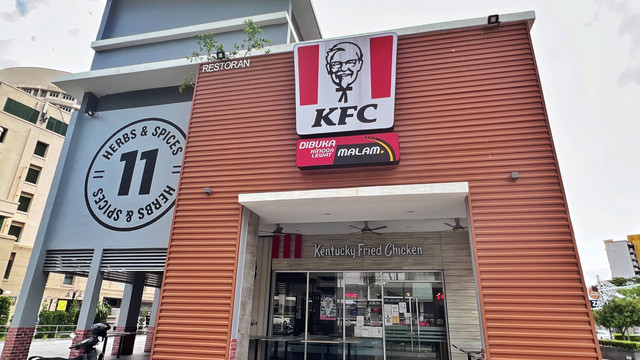 RESTORAN
KFC
DIBUKA
HINGGA
LEWAT
MALAM
HERBS & SPICES
11
HERBS & SPICES
Kentucky Fried Chicken